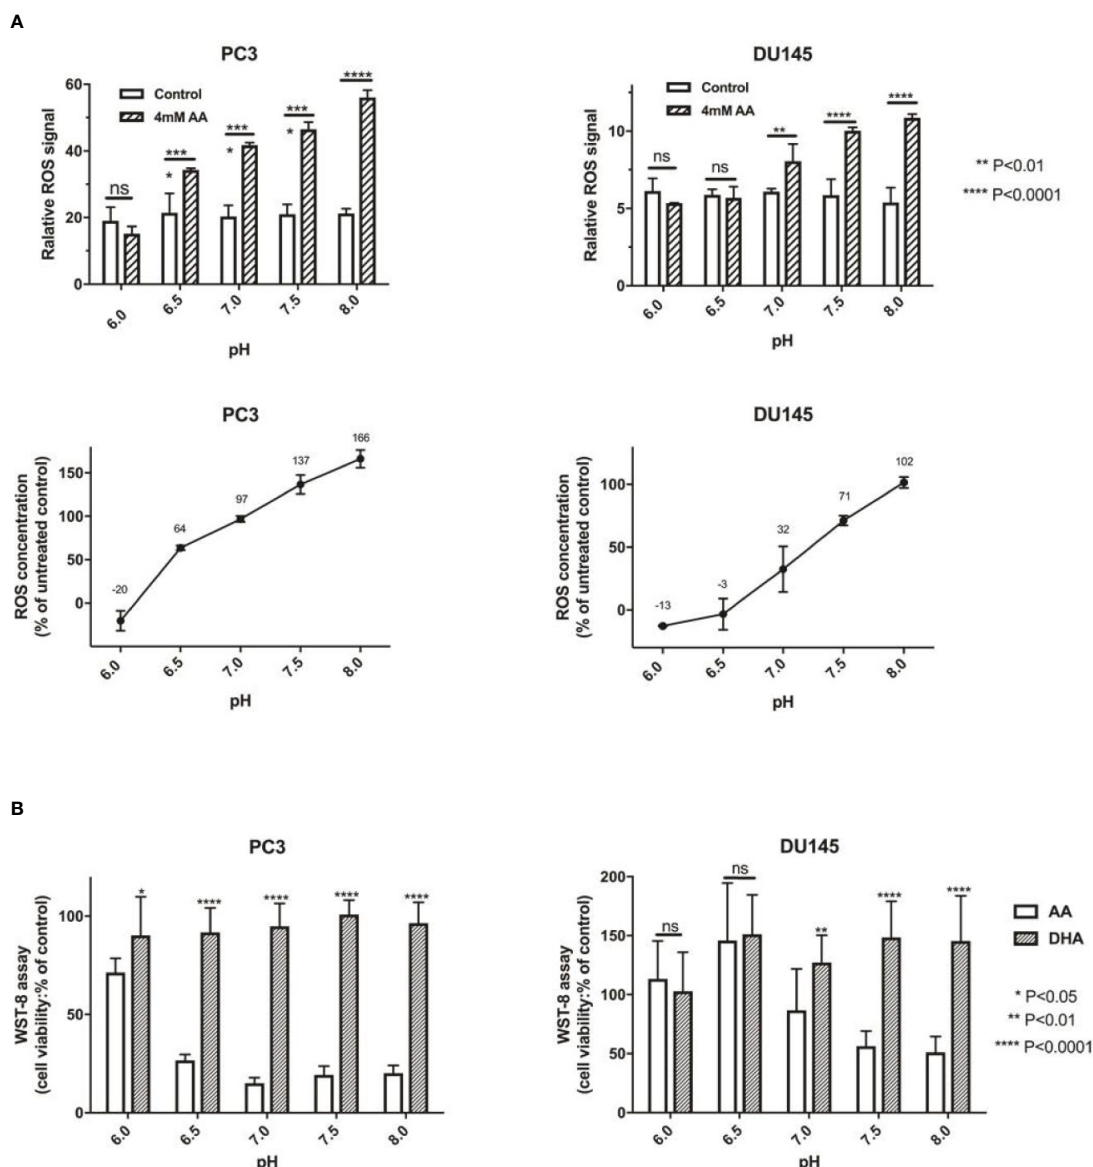 A
PC3
DU145
Control
4mM AA
Control
4mM AA
Ralative ROS signal
60
40
20
0
ns
***
*
***
*
***
*
****
6.0
6.5
7.0
7.5
8.0
pH
Ralative ROS signal
10
5
0
ns
ns
**
****
****
6.0
6.5
7.0
7.5
8.0
pH
** P<0.01
**** P<0.0001
PC3
ROS concentration
(% of untreated control)
150
100
50
0
-20
64
97
137
166
6.0
6.5
7.0
7.5
8.0
pH
DU145
ROS concentration
(% of untreated control)
100
50
0
-13
-3
32
71
102
6.0
6.5
7.0
7.5
8.0
pH
B
PC3
WST-8 assay
(cell viability:% of control)
100
50
0
*
****
****
****
****
6.0
6.5
7.0
7.5
8.0
pH
DU145
WST-8 assay
(cell viability:% of control)
200
150
100
50
0
ns
ns
**
****
****
6.0
6.5
7.0
7.5
8.0
pH
AA
DHA
* P<0.05
** P<0.01
**** P<0.0001